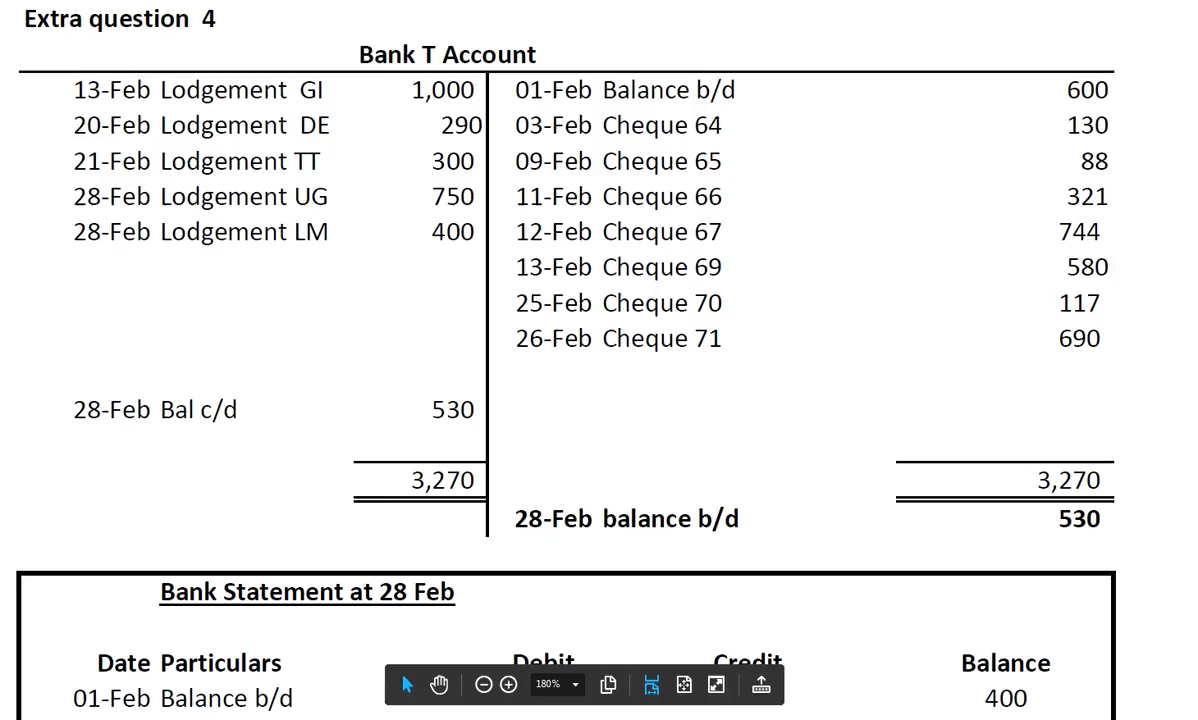 Extra question 4
Bank T Account
13-Feb Lodgement GI 1,000 01-Feb Balance b/d 600
20-Feb Lodgement DE 290 03-Feb Cheque 64 130
21-Feb Lodgement TT 300 09-Feb Cheque 65 88
28-Feb Lodgement UG 750 11-Feb Cheque 66 321
28-Feb Lodgement LM 400 12-Feb Cheque 67 744
13-Feb Cheque 69 580
25-Feb Cheque 70 117
26-Feb Cheque 71 690
28-Feb Bal c/d 530
3,270 3,270
28-Feb balance b/d 530
Bank Statement at 28 Feb
Date Particulars Debit Credit Balance
180%
01-Feb Balance b/d 400